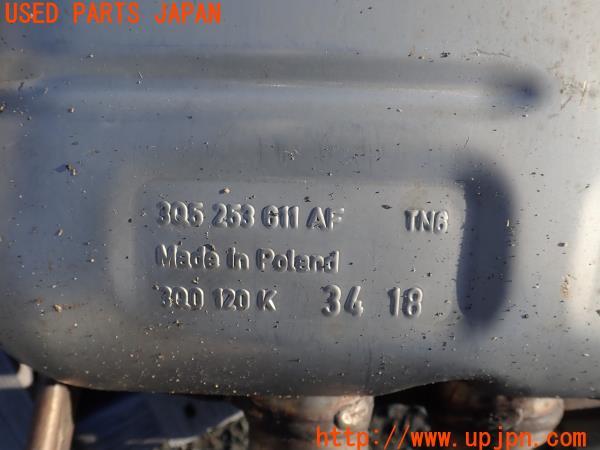 USED PARTS JAPAN
3Q5 253 611 AF TN6
Made in Poland
3Q0 120 K 34 18
http://www.upjpn.com/